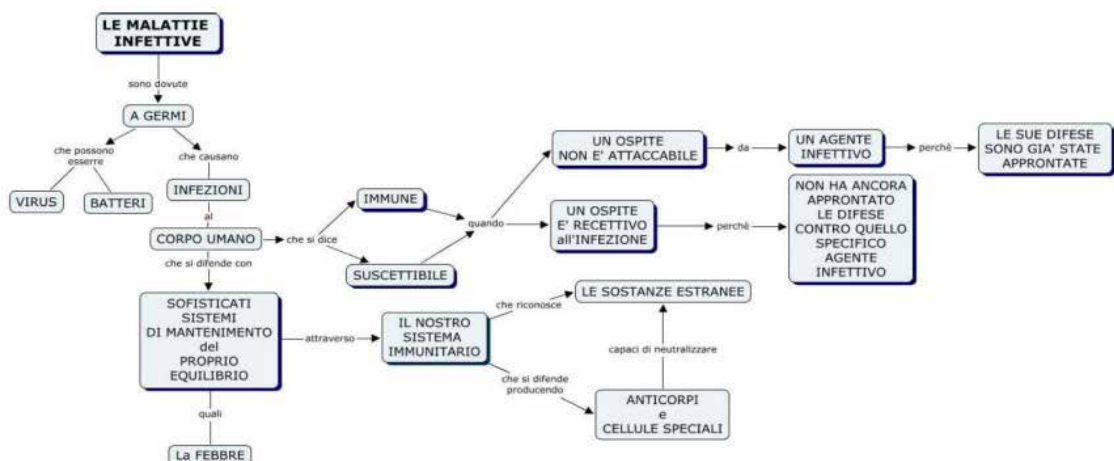 LE MALATTIE
INFETTIVE
sono dovute
A GERMI
che possono
esserre
che causano
VIRUS
BATTERI
INFEZIONI
al
CORPO UMANO
che si dice
IMMUNE
SUSCETTIBILE
quando
UN OSPITE
NON E' ATTACCABILE
da
UN AGENTE
INFETTIVO
perchè
LE SUE DIFESE
SONO GIA' STATE
APPRONTATE
UN OSPITE
E' RECETTIVO
all'INFEZIONE
perchè
NON HA ANCORA
APPRONTATO
LE DIFESE
CONTRO QUELLO
SPECIFICO
AGENTE
INFETTIVO
che si difende con
SOFISTICATI
SISTEMI
DI MANTENIMENTO
del
PROPRIO
EQUILIBRIO
attraverso
IL NOSTRO
SISTEMA
IMMUNITARIO
che riconosce
LE SOSTANZE ESTRANEE
capaci di neutralizzare
che si difende
producendo
ANTICORPI
e
CELLULE SPECIALI
quali
La FEBBRE